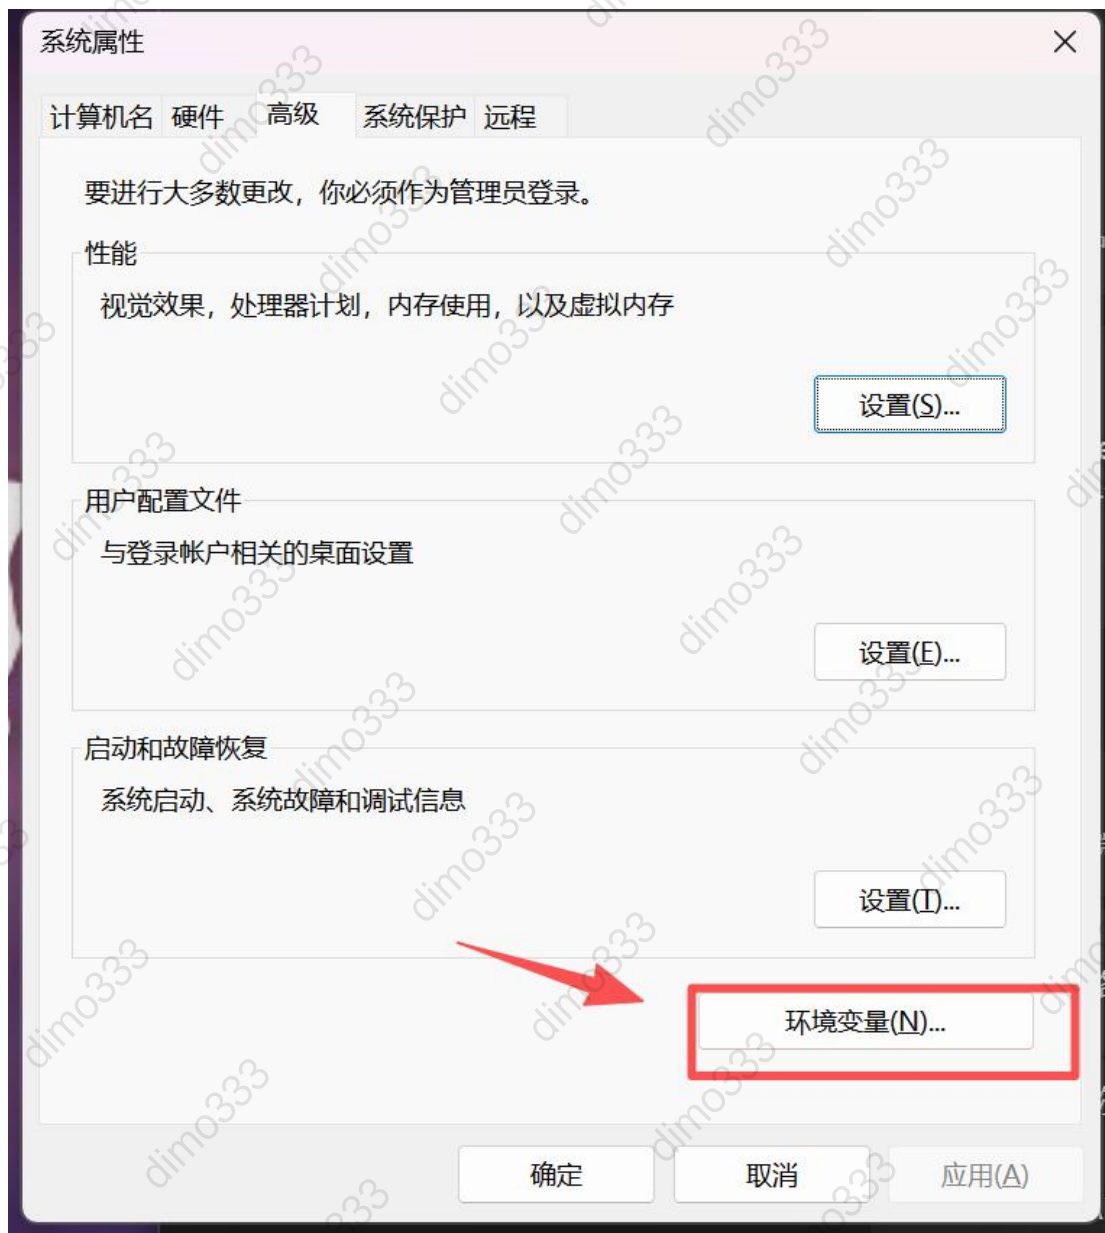 系统属性
计算机名 硬件 高级 系统保护 远程
要进行大多数更改，你必须作为管理员登录。
性能
视觉效果，处理器计划，内存使用，以及虚拟内存
设置(S)...
用户配置文件
与登录帐户相关的桌面设置
设置(E)...
启动和故障恢复
系统启动、系统故障和调试信息
设置(T)...
环境变量(N)...
确定 取消 应用(A)
dimo333